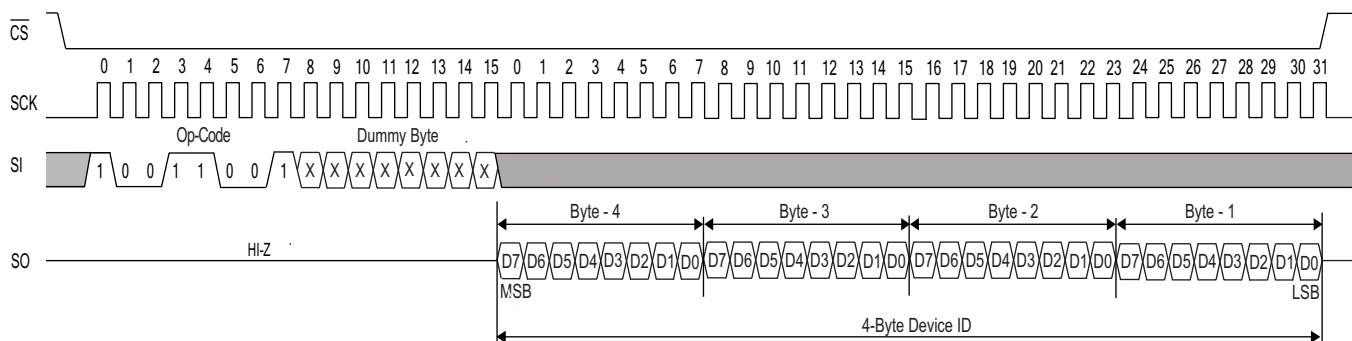 CS
0 1 2 3 4 5 6 7 8 9 10 11 12 13 14 15 0 1 2 3 4 5 6 7 8 9 10 11 12 13 14 15 16 17 18 19 20 21 22 23 24 25 26 27 28 29 30 31
SCK
Op-Code Dummy Byte
SI 1 0 0 1 1 0 0 1 X X X X X X X X
Byte - 4 Byte - 3 Byte - 2 Byte - 1
HI-Z
SO D7 D6 D5 D4 D3 D2 D1 D0 D7 D6 D5 D4 D3 D2 D1 D0 D7 D6 D5 D4 D3 D2 D1 D0 D7 D6 D5 D4 D3 D2 D1 D0
MSB LSB
4-Byte Device ID